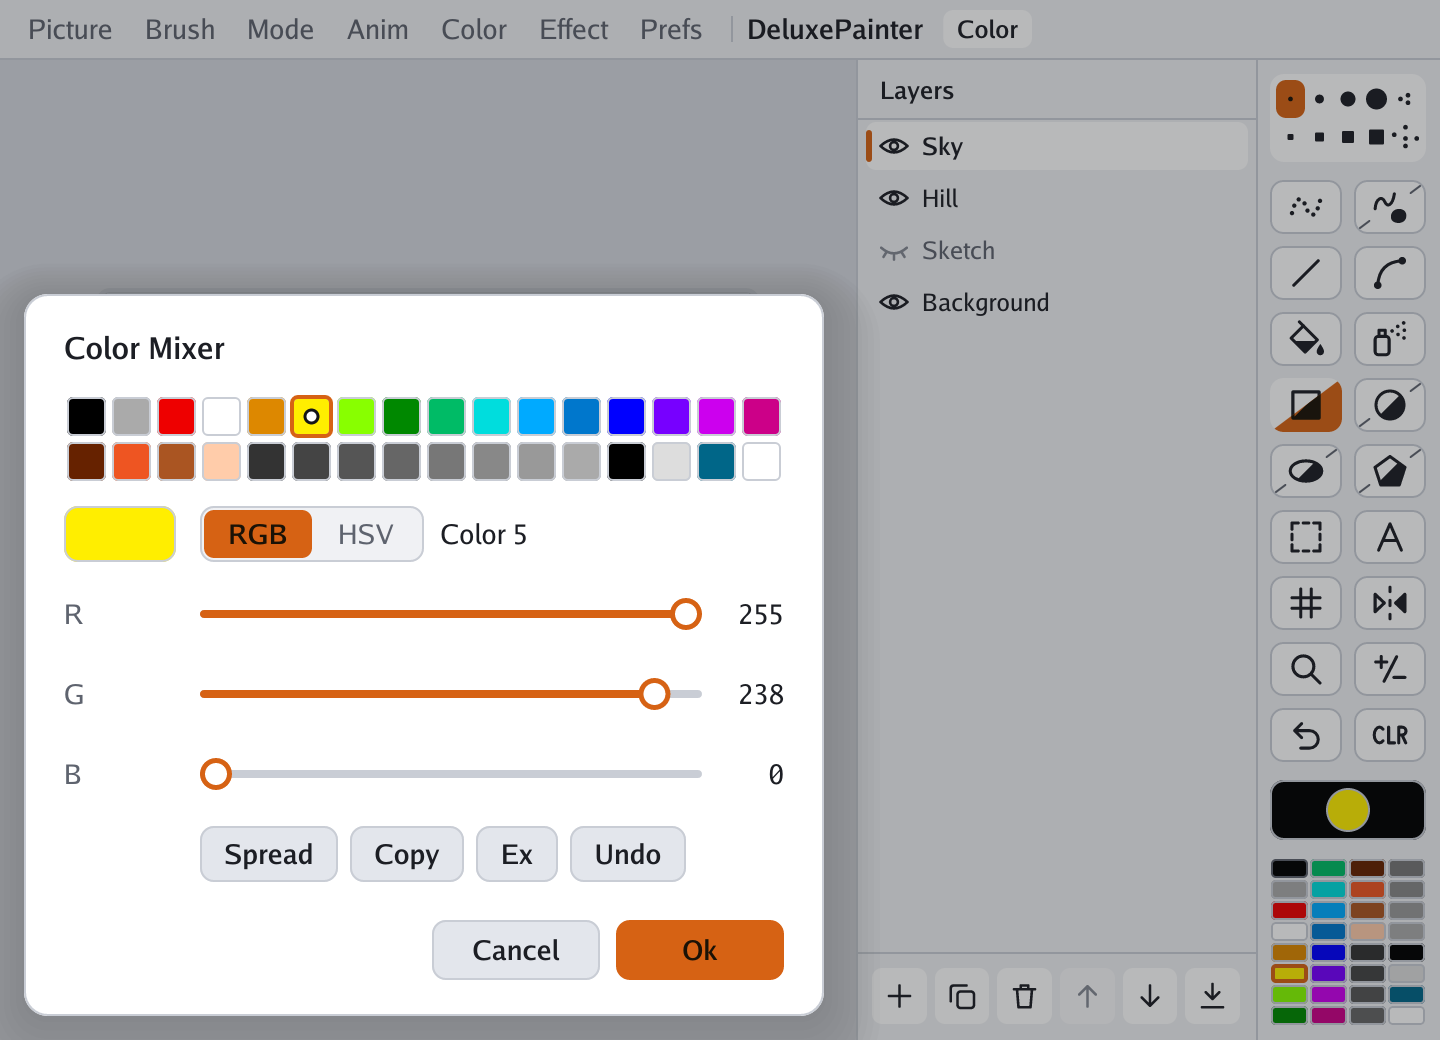 Picture Brush Mode Anim Color Effect Prefs DeluxePainter Color
Layers
Sky
Hill
Sketch
Background
Color Mixer
RGB HSV Color 5
R 255
G 238
B 0
Spread Copy Ex Undo
Cancel Ok
A
CLR